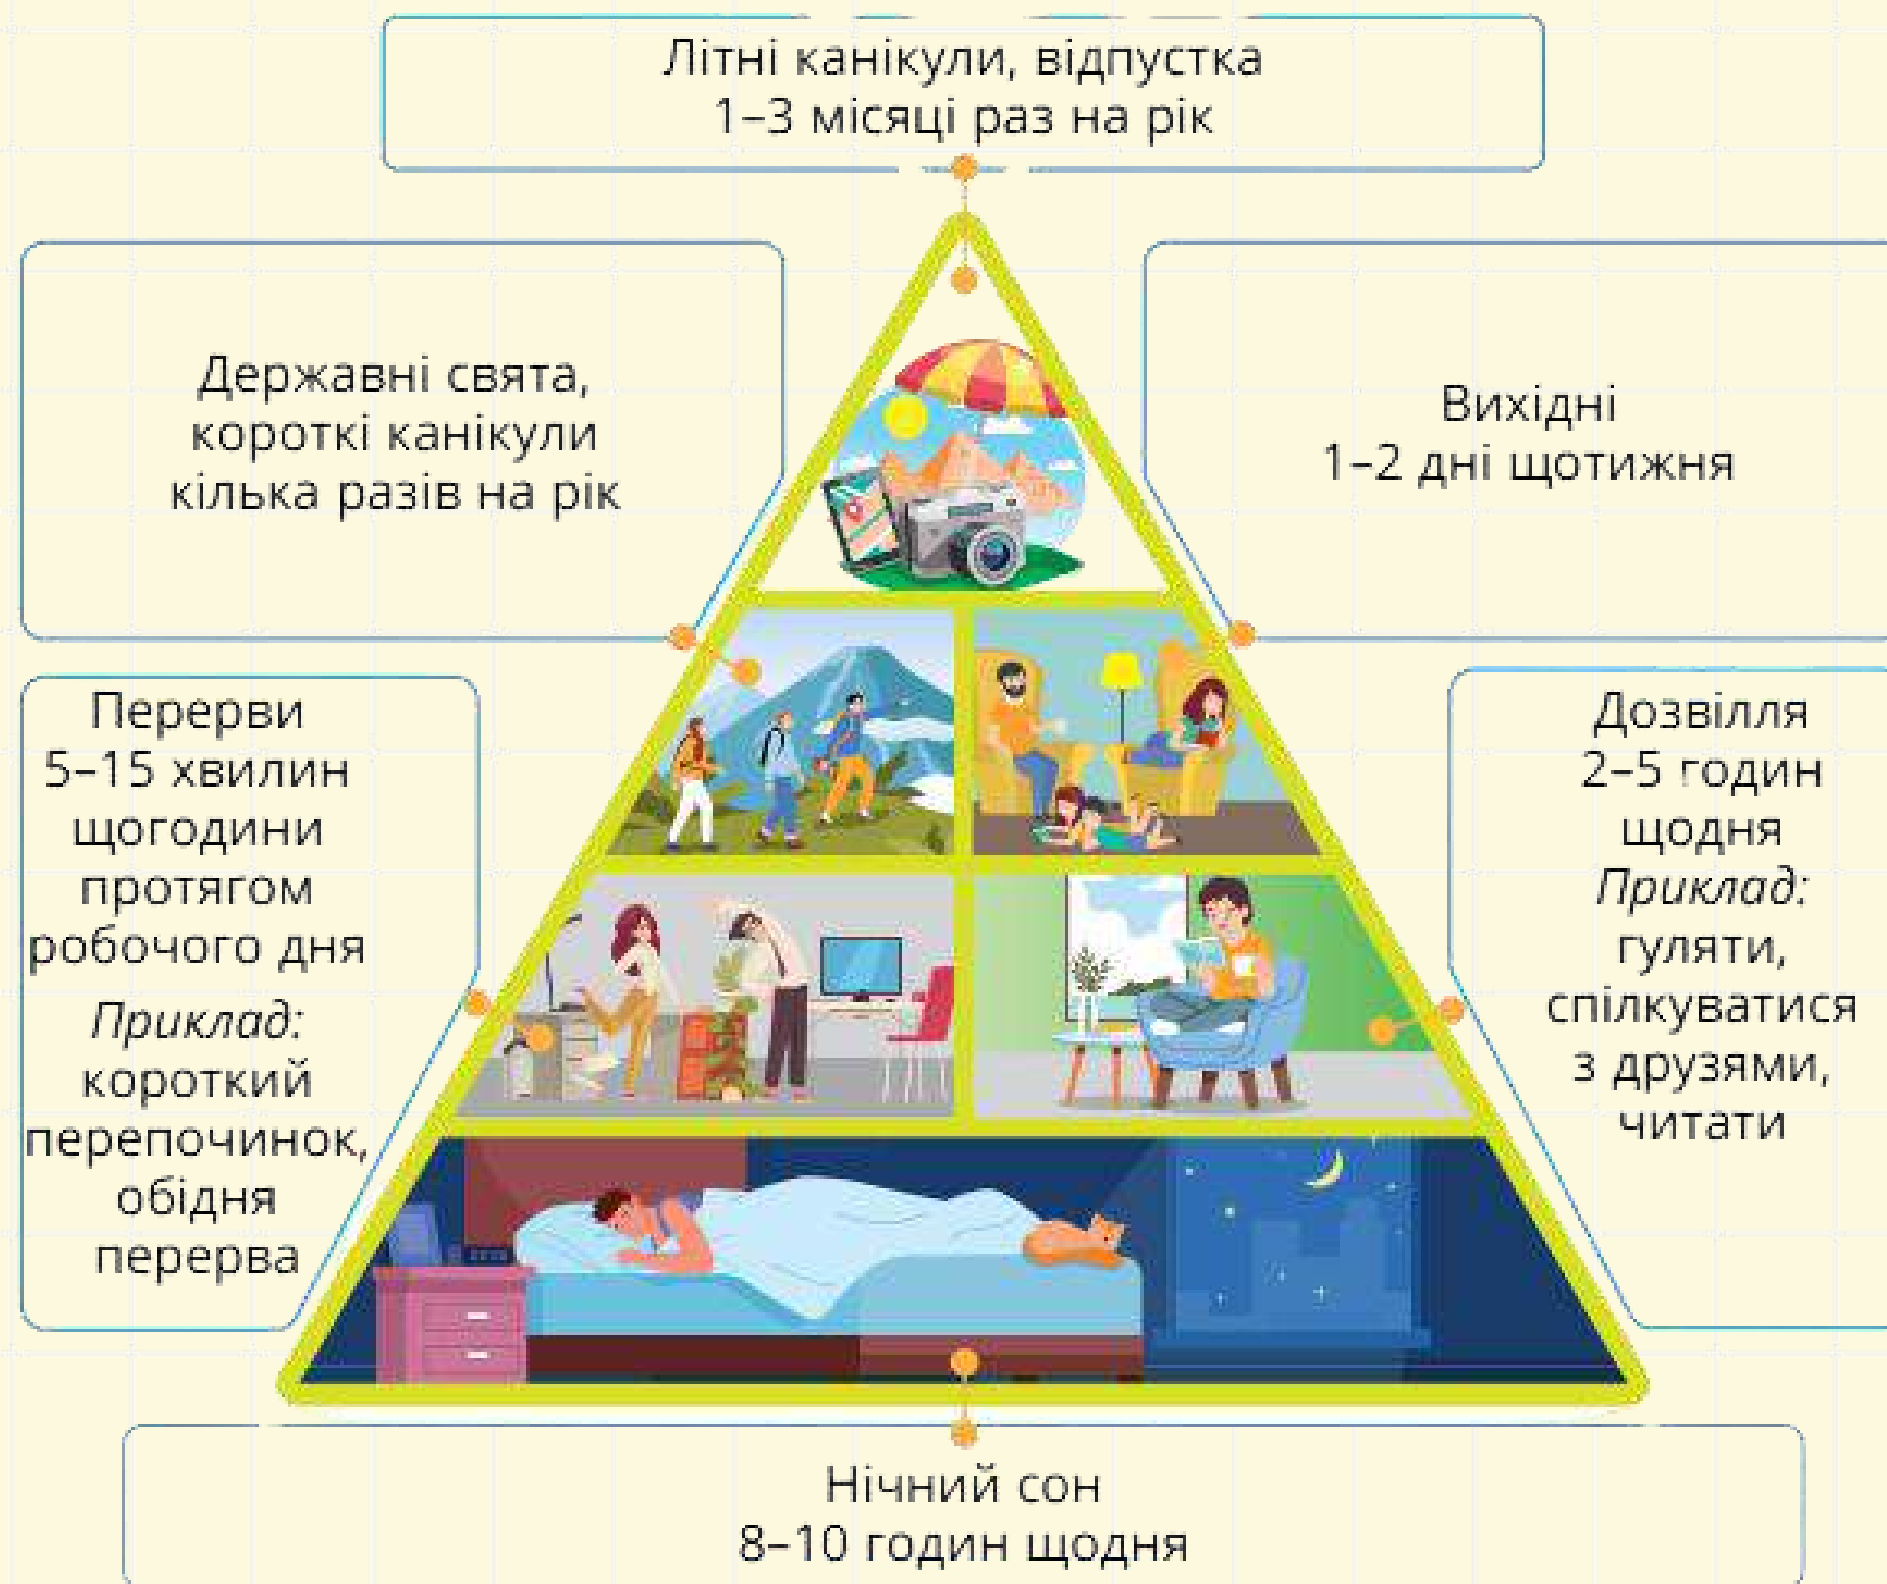 Літні канікули, відпустка
1–3 місяці раз на рік
Державні свята,
короткі канікули
кілька разів на рік
Вихідні
1–2 дні щотижня
Перерви
5–15 хвилин
щогодини
протягом
робочого дня
Приклад:
короткий
перепочинок,
обідня
перерва
Дозвілля
2–5 годин
щодня
Приклад:
гуляти,
спілкуватися
з друзями,
читати
Нічний сон
8–10 годин щодня